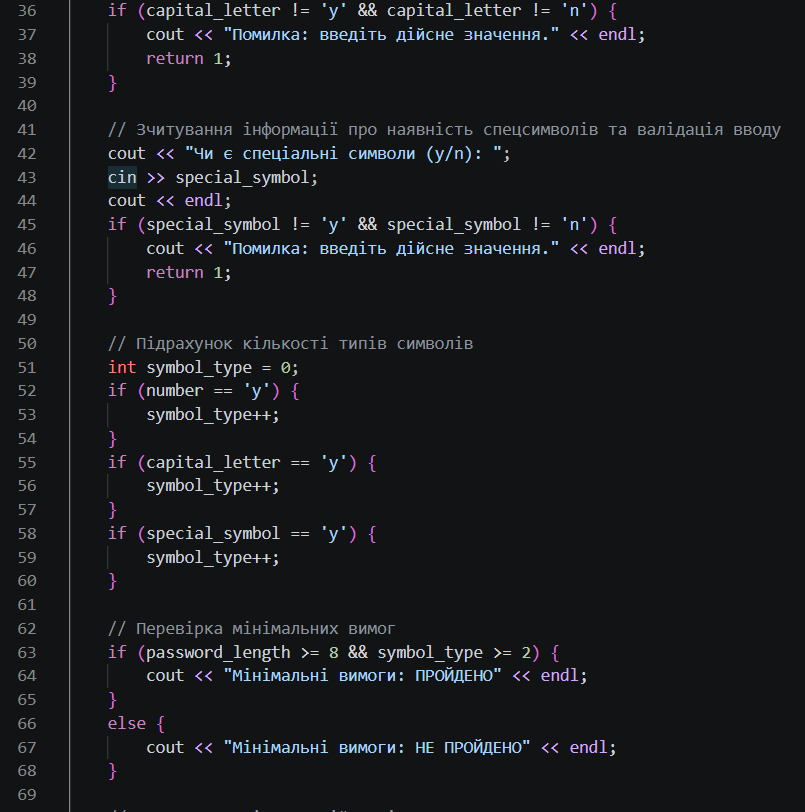 36 if (capital_letter != 'y' && capital_letter != 'n') {
37 cout << "Помилка: введіть дійсне значення." << endl;
38 return 1;
39 }
40
41 // Зчитування інформації про наявність спецсимволів та валідація вводу
42 cout << "Чи є спеціальні символи (y/n): ";
43 cin >> special_symbol;
44 cout << endl;
45 if (special_symbol != 'y' && special_symbol != 'n') {
46 cout << "Помилка: введіть дійсне значення." << endl;
47 return 1;
48 }
49
50 // Підрахунок кількості типів символів
51 int symbol_type = 0;
52 if (number == 'y') {
53 symbol_type++;
54 }
55 if (capital_letter == 'y') {
56 symbol_type++;
57 }
58 if (special_symbol == 'y') {
59 symbol_type++;
60 }
61
62 // Перевірка мінімальних вимог
63 if (password_length >= 8 && symbol_type >= 2) {
64 cout << "Мінімальні вимоги: ПРОЙДЕНО" << endl;
65 }
66 else {
67 cout << "Мінімальні вимоги: НЕ ПРОЙДЕНО" << endl;
68 }
69